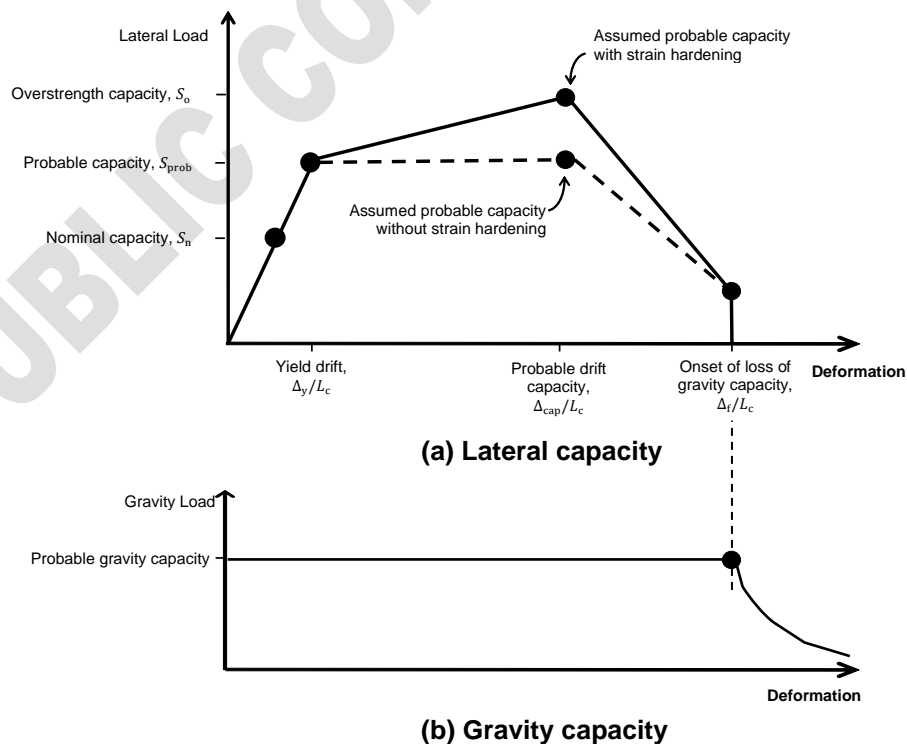 Lateral Load
Assumed probable capacity
with strain hardening
Overstrength capacity, Sₒ
Probable capacity, S_prob
Assumed probable capacity
without strain hardening
Nominal capacity, Sₙ
Yield drift,
Δ_y/L_c
Probable drift
capacity,
Δ_cap/L_c
Onset of loss of
gravity capacity,
Δ_f/L_c
Deformation
(a) Lateral capacity
Gravity Load
Probable gravity capacity
Deformation
(b) Gravity capacity